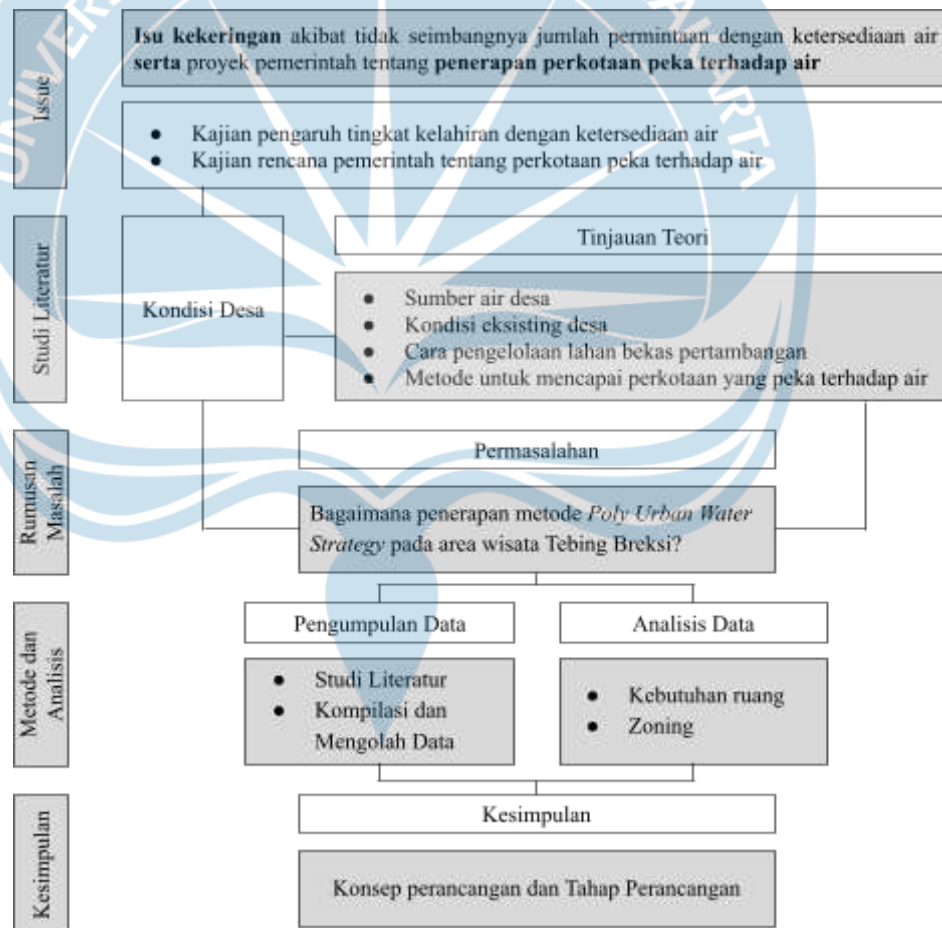 Issue
Isu kekeringan akibat tidak seimbangnya jumlah permintaan dengan ketersediaan air
serta proyek pemerintah tentang penerapan perkotaan peka terhadap air
● Kajian pengaruh tingkat kelahiran dengan ketersediaan air
● Kajian rencana pemerintah tentang perkotaan peka terhadap air
Studi Literatur
Kondisi Desa
Tinjauan Teori
● Sumber air desa
● Kondisi eksisting desa
● Cara pengelolaan lahan bekas pertambangan
● Metode untuk mencapai perkotaan yang peka terhadap air
Rumusan
Masalah
Permasalahan
Bagaimana penerapan metode Poly Urban Water
Strategy pada area wisata Tebing Breksi?
Metode dan
Analisis
Pengumpulan Data
● Studi Literatur
● Kompilasi dan
Mengolah Data
Analisis Data
● Kebutuhan ruang
● Zoning
Kesimpulan
Kesimpulan
Konsep perancangan dan Tahap Perancangan